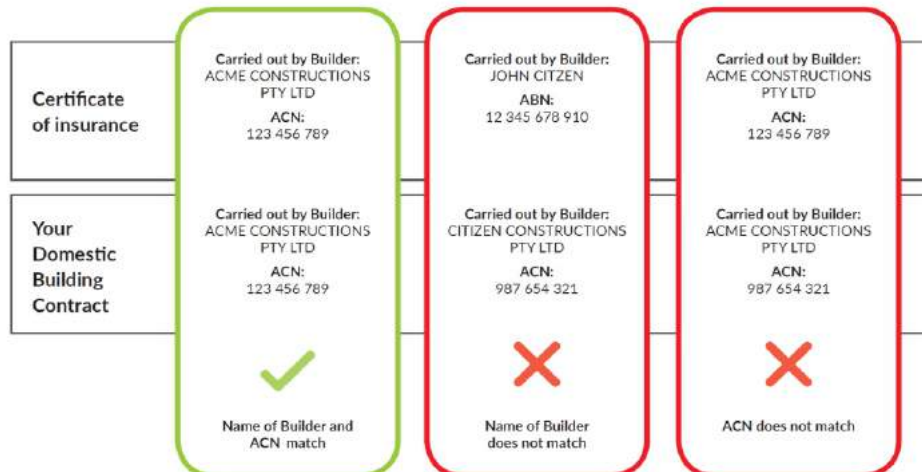 Certificate
of insurance
Carried out by Builder:
ACME CONSTRUCTIONS
PTY LTD
ACN:
123 456 789
Carried out by Builder:
JOHN CITZEN
ABN:
12 345 678 910
Carried out by Builder:
ACME CONSTRUCTIONS
PTY LTD
ACN:
123 456 789
Your
Domestic
Building
Contract
Carried out by Builder:
ACME CONSTRUCTIONS
PTY LTD
ACN:
123 456 789
Carried out by Builder:
CITIZEN CONSTRUCTIONS
PTY LTD
ACN:
987 654 321
Carried out by Builder:
ACME CONSTRUCTIONS
PTY LTD
ACN:
987 654 321
Name of Builder and
ACN match
Name of Builder
does not match
ACN does not match